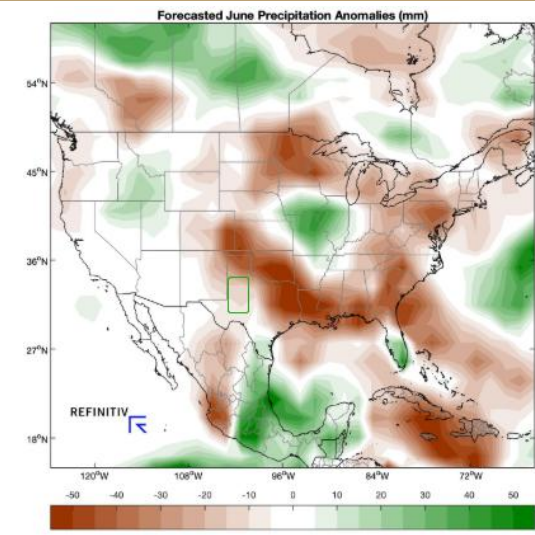 Forecasted June Precipitation Anomalies (mm)
54°N
45°N
36°N
27°N
18°N
REFINITIV
120°W 108°W 96°W 84°W 72°W
-50 -40 -30 -20 -10 0 10 20 30 40 50